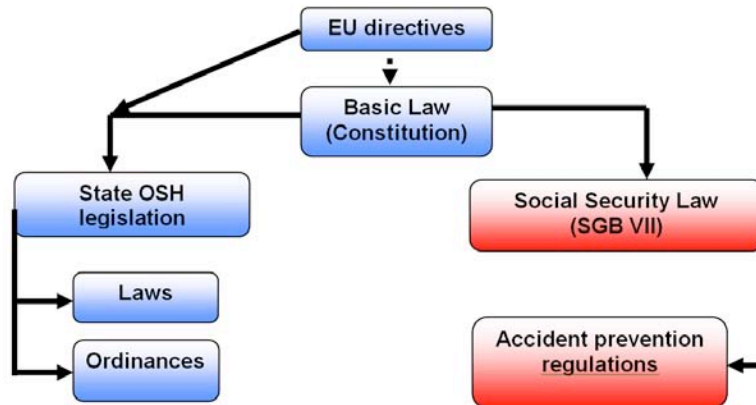 EU directives
Basic Law
(Constitution)
State OSH
legislation
Social Security Law
(SGB VII)
Laws
Ordinances
Accident prevention
regulations